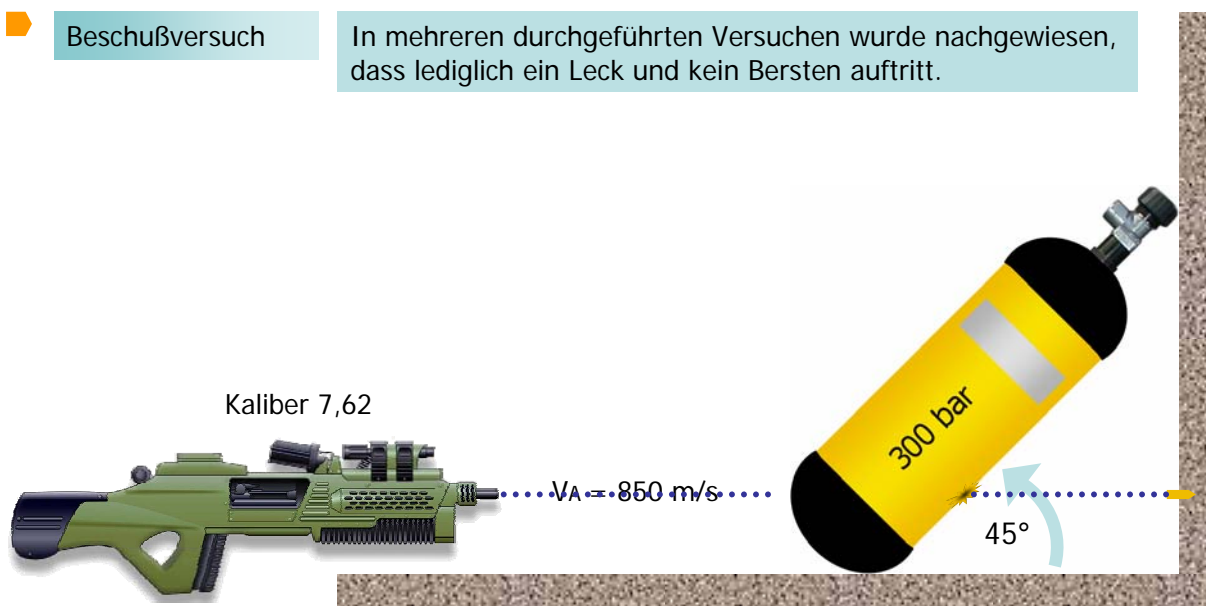 Beschußversuch
In mehreren durchgeführten Versuchen wurde nachgewiesen,
dass lediglich ein Leck und kein Bersten auftritt.
Kaliber 7,62
VA = 850 m/s
300 bar
45°